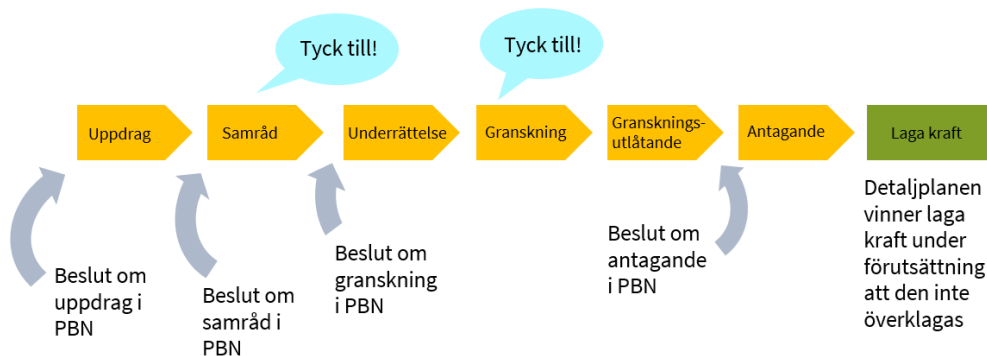 Tyck till!
Tyck till!
Uppdrag
Samråd
Underrättelse
Granskning
Gransknings-
utlåtande
Antagande
Laga kraft
Beslut om
uppdrag i
PBN
Beslut om
samråd i
PBN
Beslut om
granskning
i PBN
Beslut om
antagande
i PBN
Detaljplanen
vinner laga
kraft under
förutsättning
att den inte
överklagas